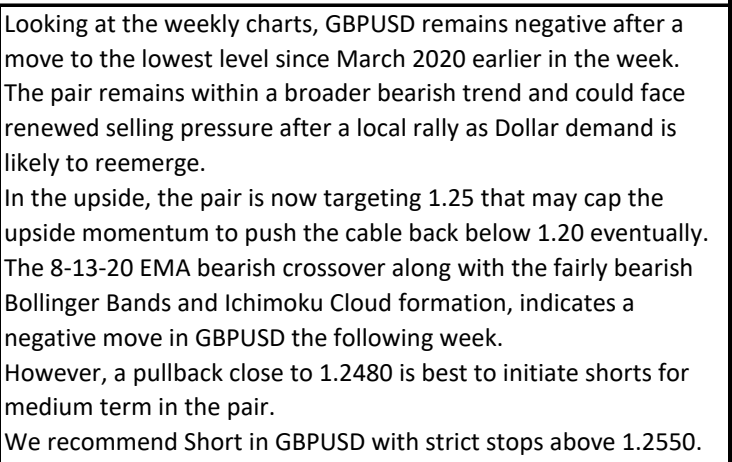 Looking at the weekly charts, GBPUSD remains negative after a
move to the lowest level since March 2020 earlier in the week.
The pair remains within a broader bearish trend and could face
renewed selling pressure after a local rally as Dollar demand is
likely to reemerge.
In the upside, the pair is now targeting 1.25 that may cap the
upside momentum to push the cable back below 1.20 eventually.
The 8-13-20 EMA bearish crossover along with the fairly bearish
Bollinger Bands and Ichimoku Cloud formation, indicates a
negative move in GBPUSD the following week.
However, a pullback close to 1.2480 is best to initiate shorts for
medium term in the pair.
We recommend Short in GBPUSD with strict stops above 1.2550.